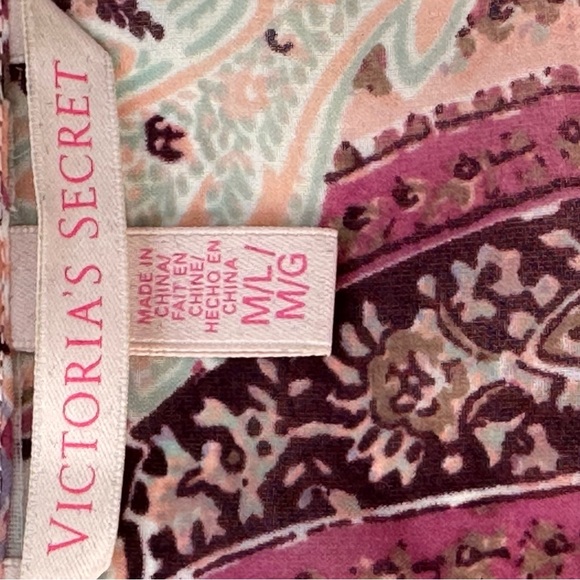 VICTORIA'S SECRET
MADE IN
CHINA/
FAIT EN
CHINE/
HECHO EN
CHINA
M/L/
M/G